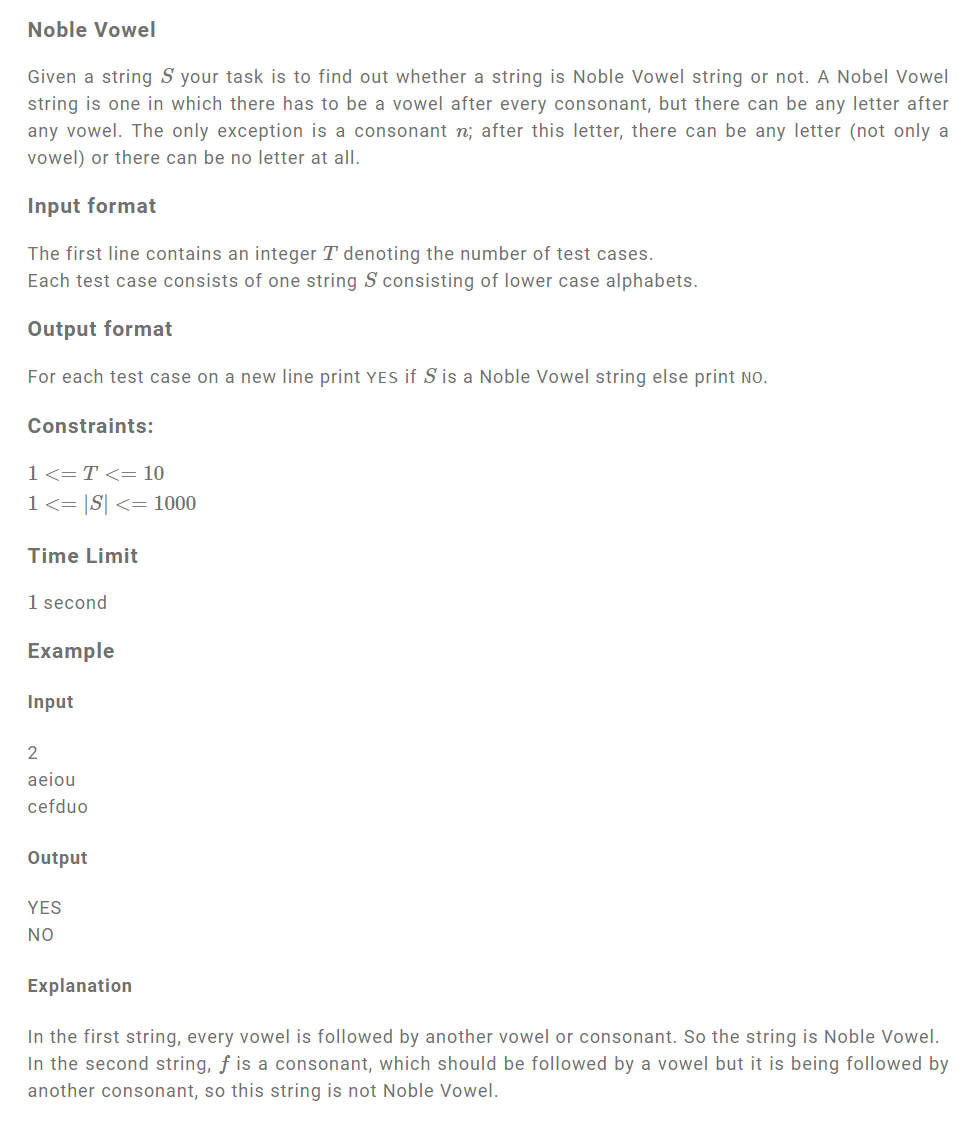 Noble Vowel
Given a string S your task is to find out whether a string is Noble Vowel string or not. A Nobel Vowel
string is one in which there has to be a vowel after every consonant, but there can be any letter after
any vowel. The only exception is a consonant n; after this letter, there can be any letter (not only a
vowel) or there can be no letter at all.
Input format
The first line contains an integer T denoting the number of test cases.
Each test case consists of one string S consisting of lower case alphabets.
Output format
For each test case on a new line print YES if S is a Noble Vowel string else print NO.
Constraints:
1 <= T <= 10
1 <= |S| <= 1000
Time Limit
1 second
Example
Input
2
aeiou
cefduo
Output
YES
NO
Explanation
In the first string, every vowel is followed by another vowel or consonant. So the string is Noble Vowel.
In the second string, f is a consonant, which should be followed by a vowel but it is being followed by
another consonant, so this string is not Noble Vowel.